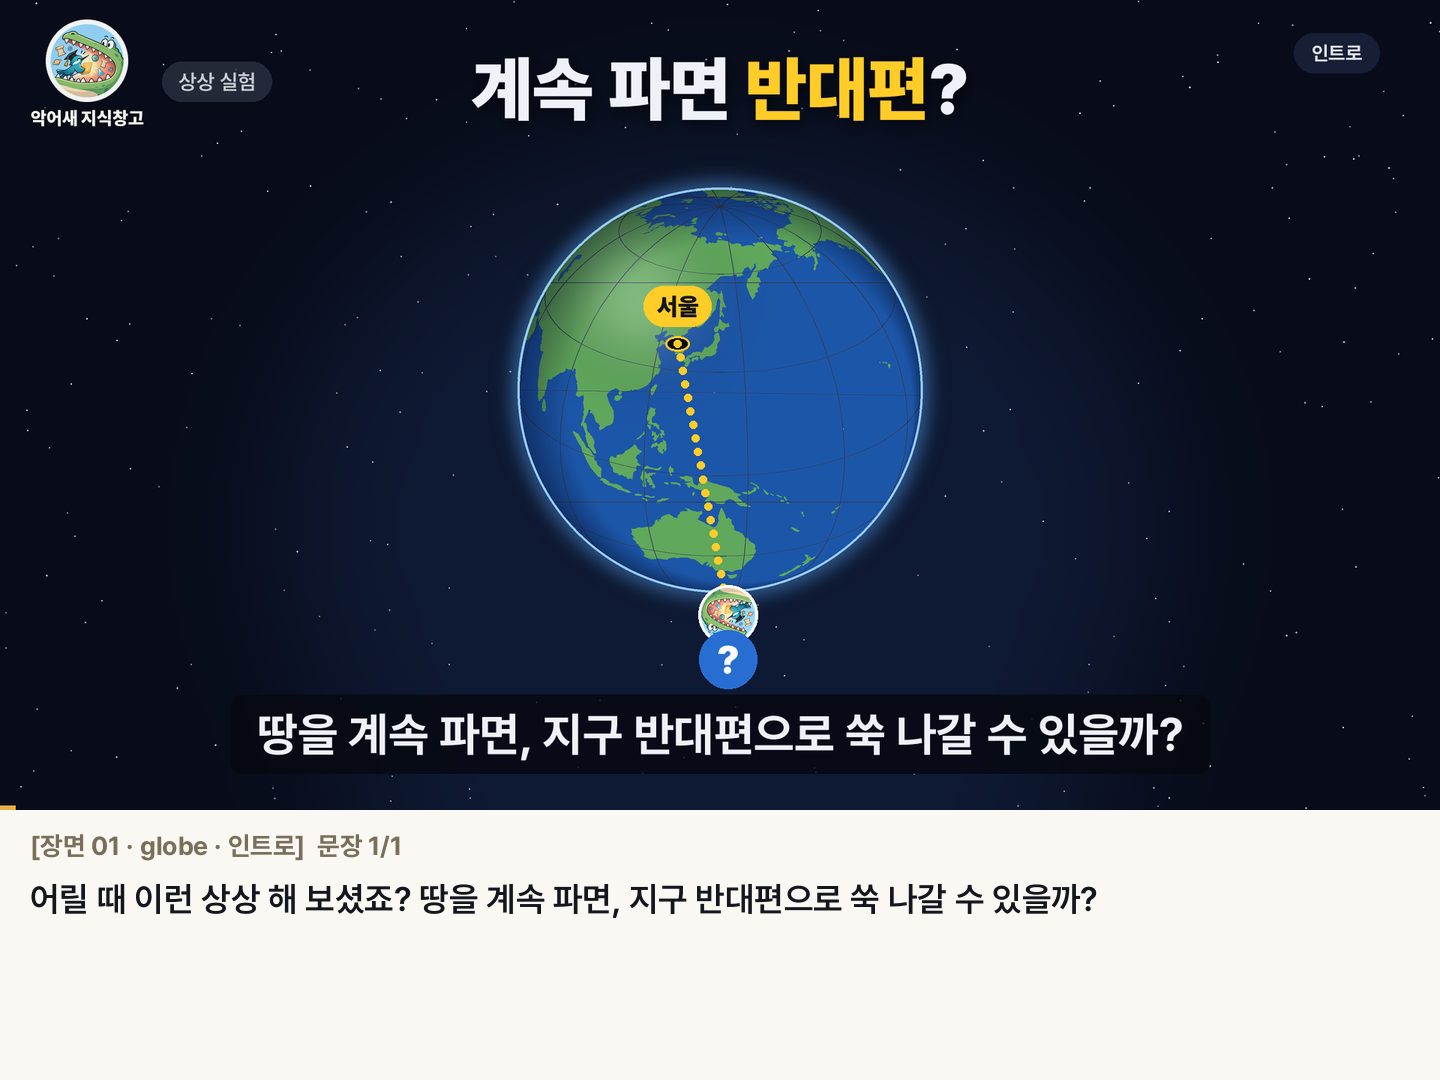 악어새 지식창고
상상 실험
계속 파면 반대편?
인트로
서울
?
땅을 계속 파면, 지구 반대편으로 쑥 나갈 수 있을까?
[장면 01 · globe · 인트로] 문장 1/1
어릴 때 이런 상상 해 보셨죠? 땅을 계속 파면, 지구 반대편으로 쑥 나갈 수 있을까?